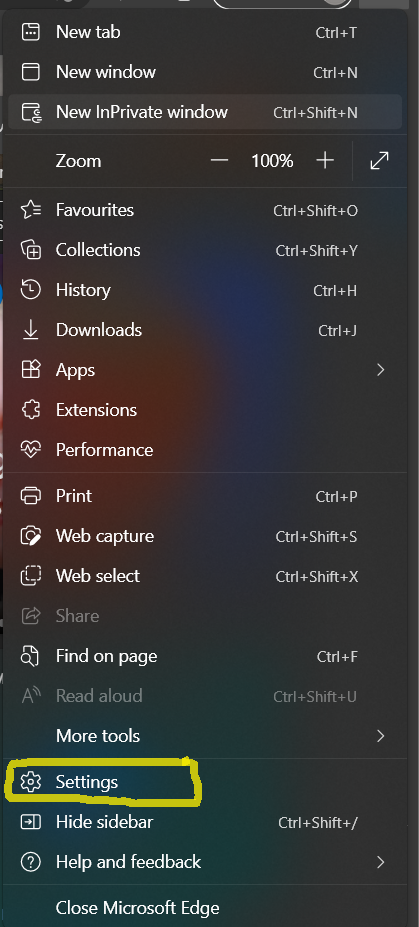 New tab Ctrl+T
New window Ctrl+N
New InPrivate window Ctrl+Shift+N
Zoom — 100% +
Favourites Ctrl+Shift+O
Collections Ctrl+Shift+Y
History Ctrl+H
Downloads Ctrl+J
Apps
Extensions
Performance
Print Ctrl+P
Web capture Ctrl+Shift+S
Web select Ctrl+Shift+X
Share
Find on page Ctrl+F
Read aloud Ctrl+Shift+U
More tools
Settings
Hide sidebar Ctrl+Shift+/
Help and feedback
Close Microsoft Edge